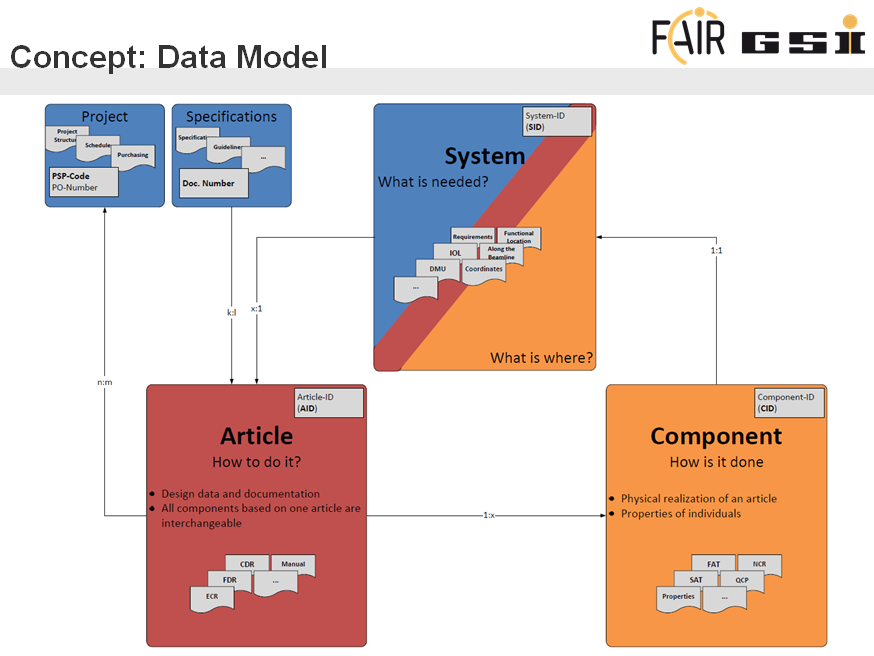 FAIR GSI
Concept: Data Model
Project
Project
Structu
Schedule
Purchasing
PSP-Code
PO-Number
Specifications
Specificati
Guideline
...
Doc. Number
System-ID
(SID)
System
What is needed?
Requirements
Functional
Location
IOL
Along the
Beamline
DMU
Coordinates
...
What is where?
1:1
k:l
x:1
n:m
Article-ID
(AID)
Article
How to do it?
• Design data and documentation
• All components based on one article are
interchangeable
CDR
Manual
FDR
...
ECR
1:x
Component-ID
(CID)
Component
How is it done
• Physical realization of an article
• Properties of individuals
FAT
NCR
SAT
QCP
Properties
...